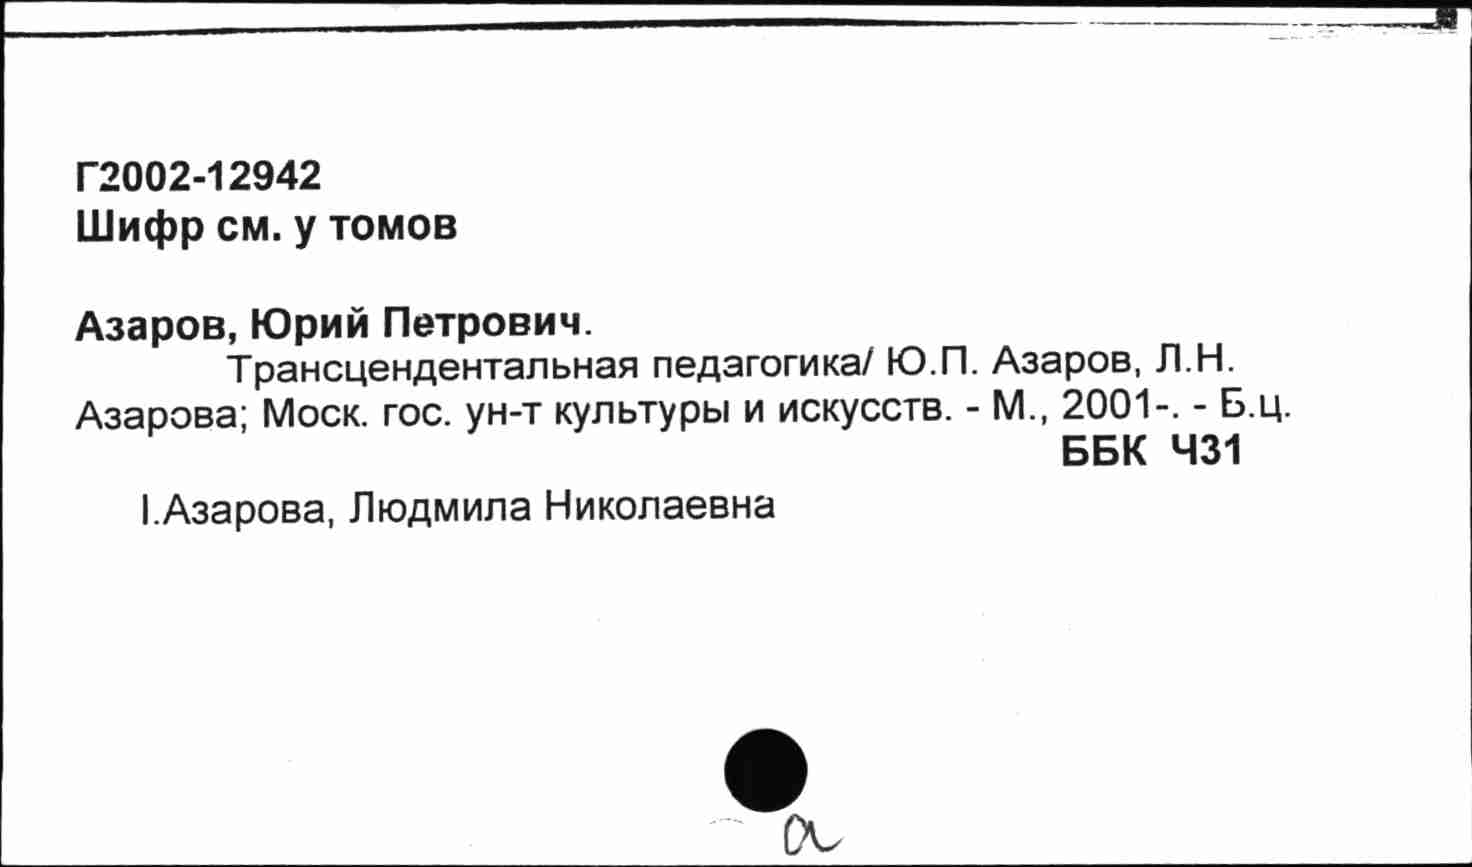 Г2002-12942
Шифр см. у томов
Азаров, Юрий Петрович.
Трансцендентальная педагогика/ Ю.П. Азаров, Л.Н.
Азарова; Моск. гос. ун-т культуры и искусств. - М., 2001-. - Б.ц.
ББК Ч31
I.Азарова, Людмила Николаевна
а